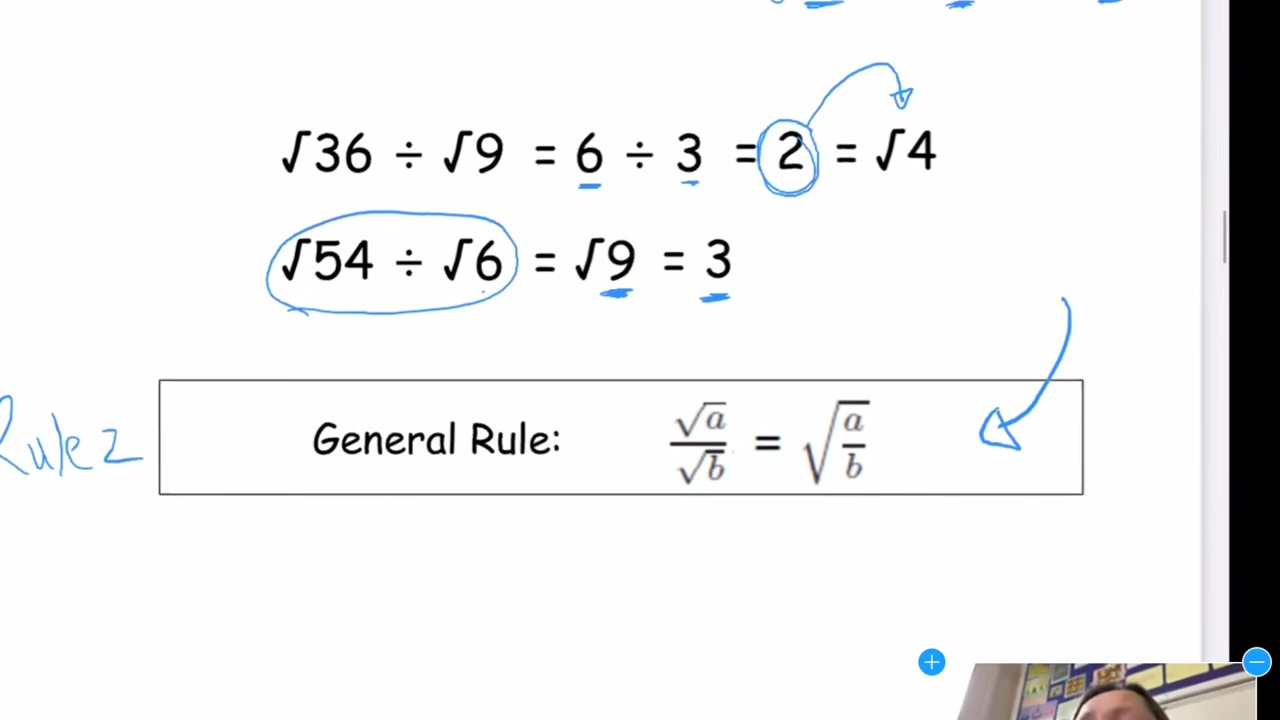 √36 ÷ √9 = 6 ÷ 3 = 2 = √4
√54 ÷ √6 = √9 = 3
Rule 2
General Rule: √a/√b = √(a/b)